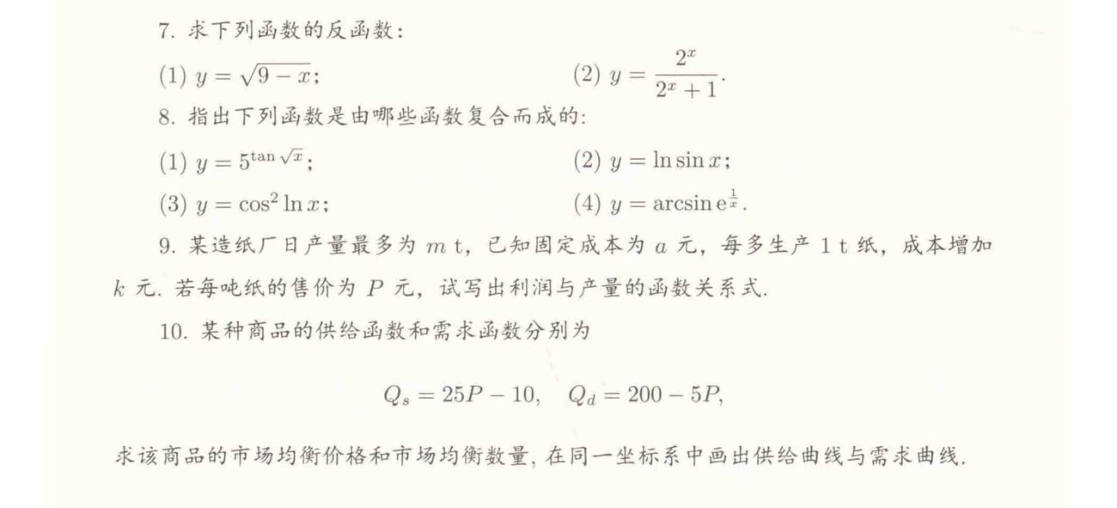 7. 求下列函数的反函数:
(1) y = √(9 − x); (2) y = 2^x/(2^x + 1).
8. 指出下列函数是由哪些函数复合而成的:
(1) y = 5^(tan √x); (2) y = ln sin x;
(3) y = cos² ln x; (4) y = arcsin e^(1/x).
9. 某造纸厂日产量最多为 m t, 已知固定成本为 a 元, 每多生产 1 t 纸, 成本增加
k 元. 若每吨纸的售价为 P 元, 试写出利润与产量的函数关系式.
10. 某种商品的供给函数和需求函数分别为
Qₛ = 25P − 10, Q_d = 200 − 5P,
求该商品的市场均衡价格和市场均衡数量, 在同一坐标系中画出供给曲线与需求曲线.